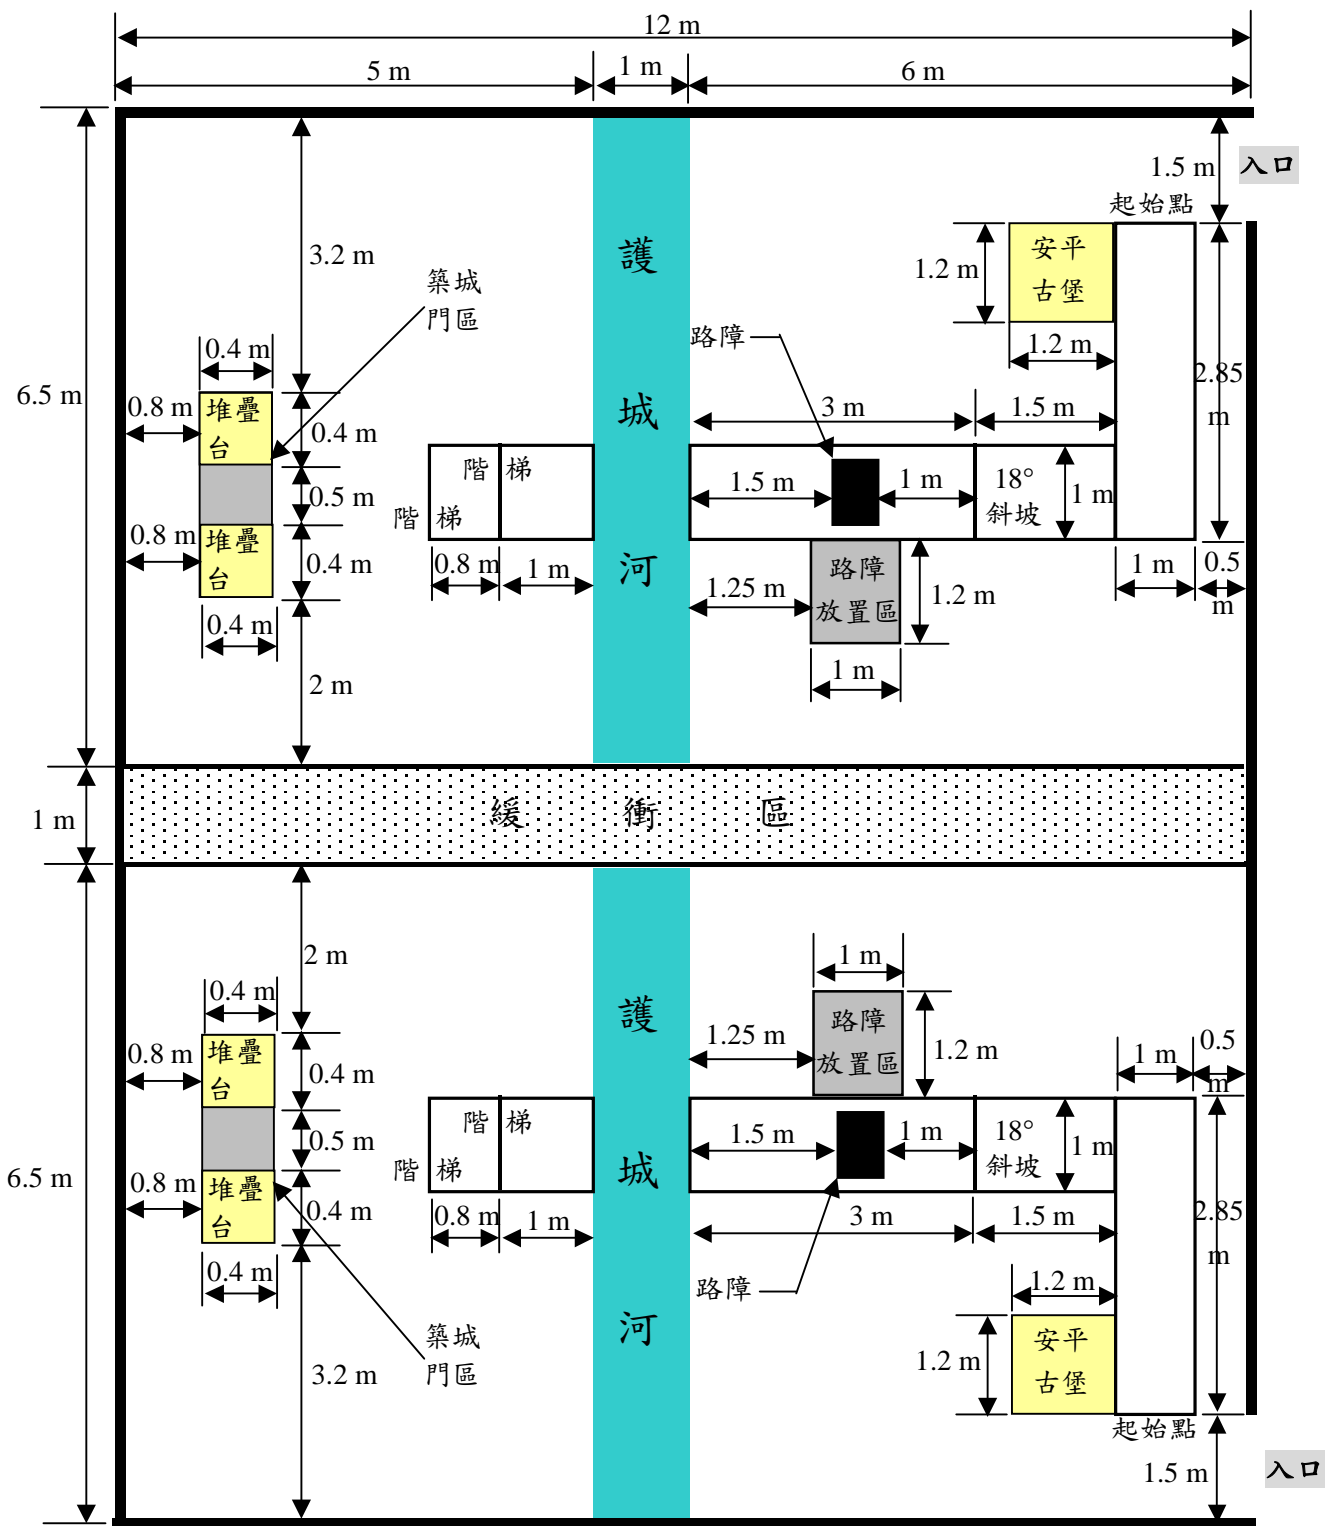 12 m
5 m
1 m
6 m
1.5 m
入口
起始點
護
城
河
3.2 m
築城
門區
安平
古堡
1.2 m
1.2 m
路障
2.85
m
0.4 m
6.5 m
0.8 m
堆疊
台
0.4 m
3 m
1.5 m
階
梯
階
梯
0.5 m
1.5 m
1 m
18°
斜坡
1 m
0.8 m
堆疊
台
0.4 m
0.8 m
1 m
1.25 m
路障
放置區
1.2 m
1 m
0.5
m
0.4 m
2 m
1 m
1 m
緩衝區
2 m
護
城
河
1 m
0.4 m
0.8 m
堆疊
台
0.4 m
1.25 m
路障
放置區
1.2 m
1 m
0.5
m
階
梯
階
梯
0.5 m
1.5 m
1 m
18°
斜坡
1 m
6.5 m
0.8 m
堆疊
台
0.4 m
0.8 m
1 m
3 m
1.5 m
2.85
m
0.4 m
路障
1.2 m
築城
門區
3.2 m
1.2 m
安平
古堡
起始點
1.5 m
入口